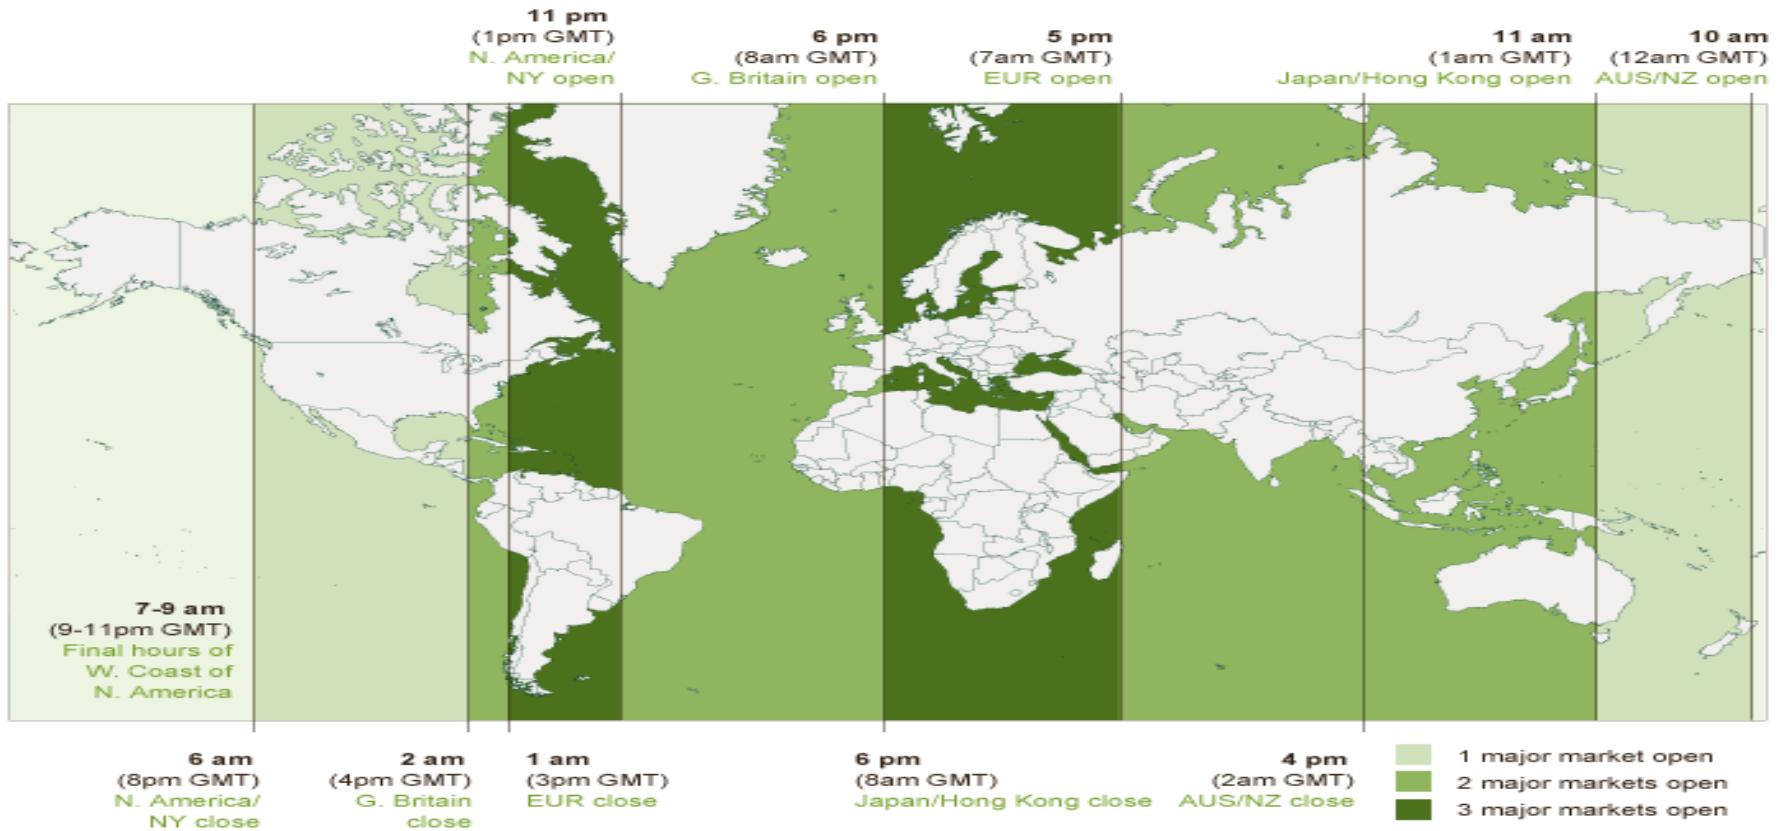 11 pm
(1pm GMT)
N. America/
NY open
6 pm
(8am GMT)
G. Britain open
5 pm
(7am GMT)
EUR open
11 am
(1am GMT)
Japan/Hong Kong open
10 am
(12am GMT)
AUS/NZ open
7-9 am
(9-11pm GMT)
Final hours of
W. Coast of
N. America
6 am
(8pm GMT)
N. America/
NY close
2 am
(4pm GMT)
G. Britain
close
1 am
(3pm GMT)
EUR close
6 pm
(8am GMT)
Japan/Hong Kong close
4 pm
(2am GMT)
AUS/NZ close
1 major market open
2 major markets open
3 major markets open